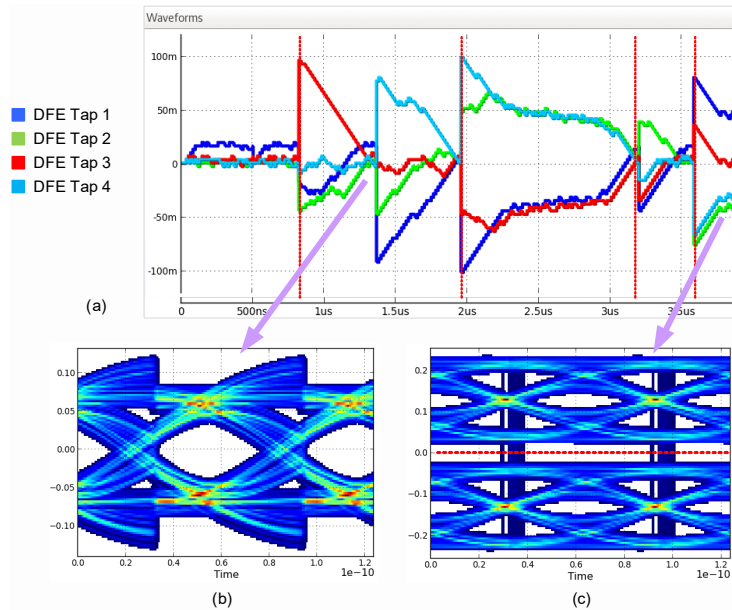 Waveforms
100m
50m
0
-50m
-100m
DFE Tap 1
DFE Tap 2
DFE Tap 3
DFE Tap 4
0 500ns 1us 1.5us 2us 2.5us 3us 3.5us
(a)
0.10
0.05
0.00
-0.05
-0.10
0.0 0.2 0.4 0.6 0.8 1.0 1.2
Time 1e-10
(b)
0.2
0.1
0.0
-0.1
-0.2
0.0 0.2 0.4 0.6 0.8 1.0 1.2
Time 1e-10
(c)